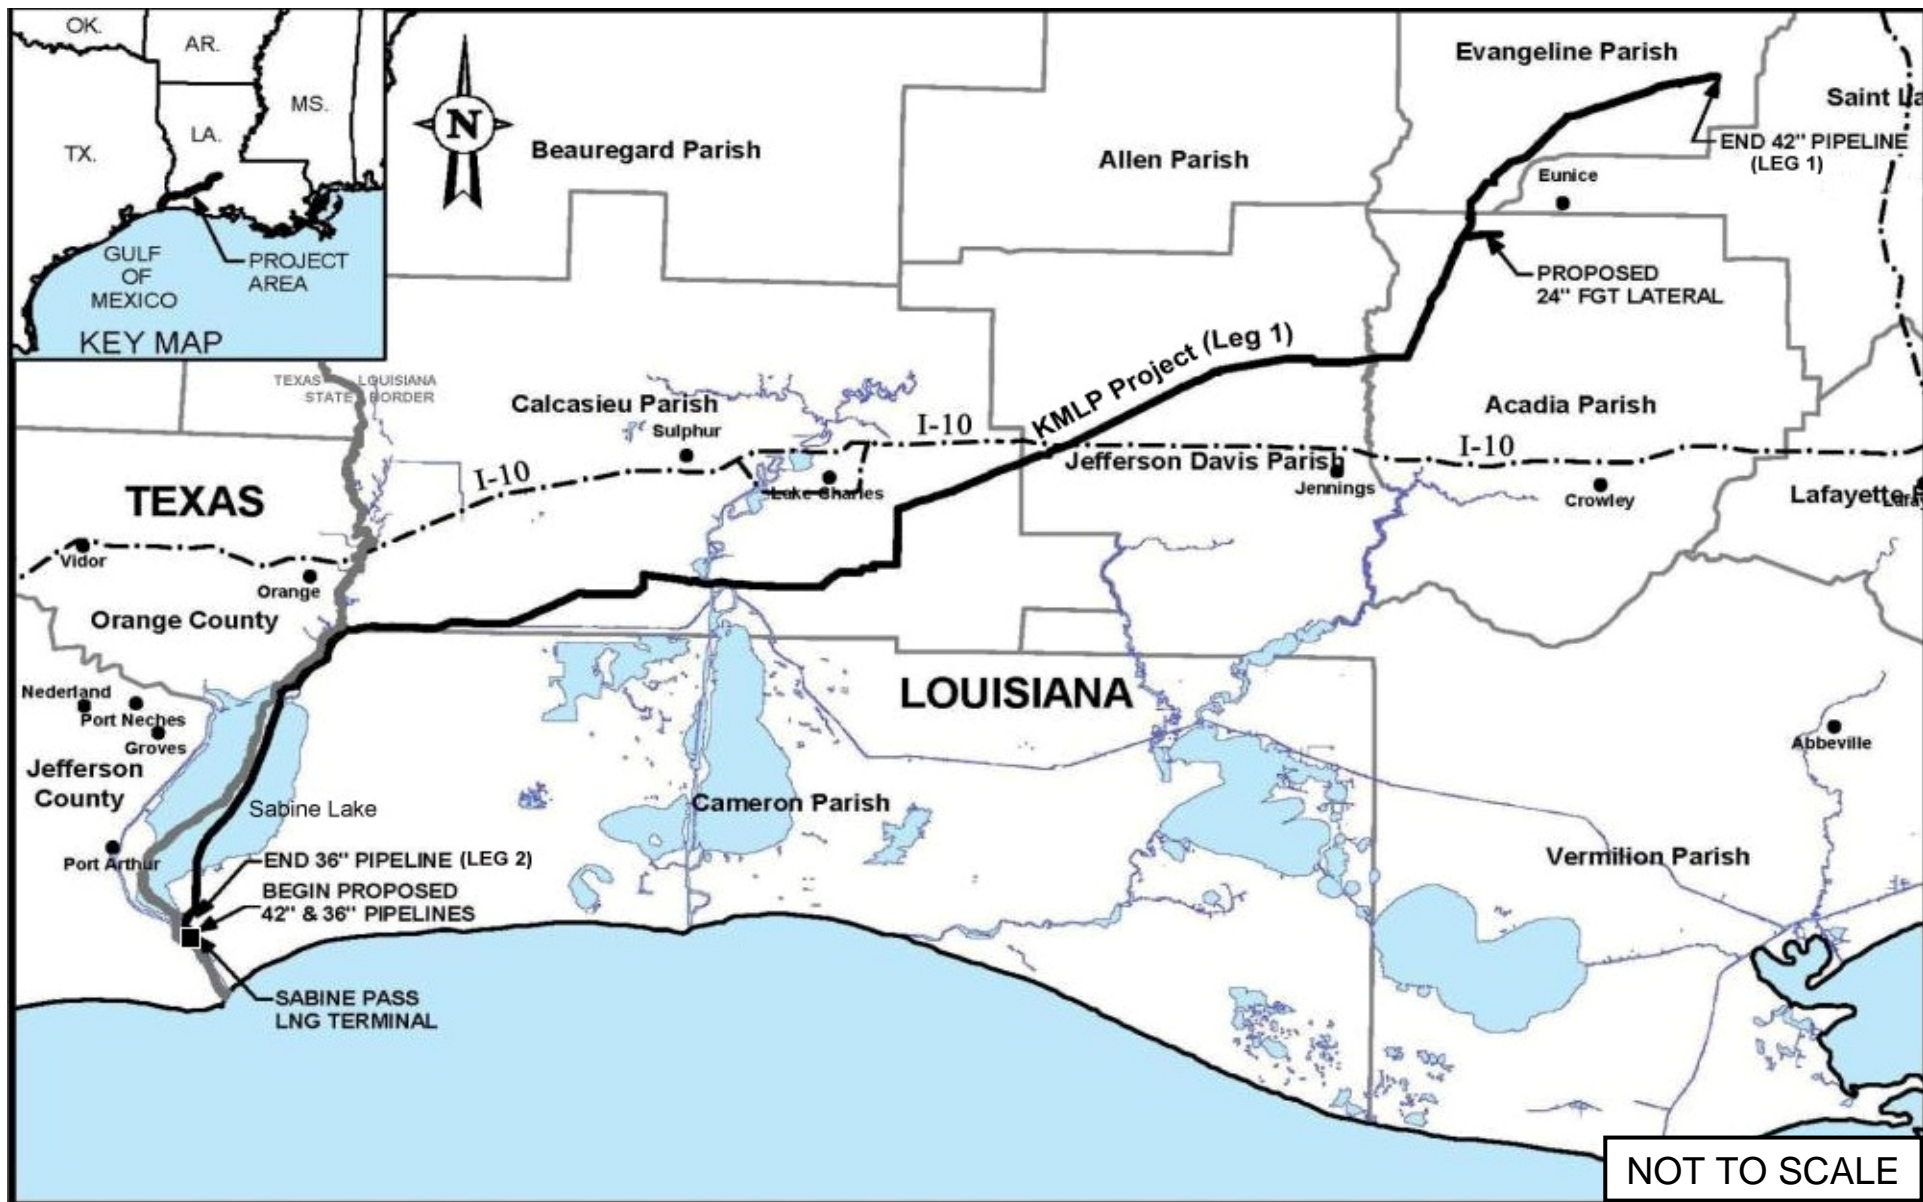 OK.
AR.
MS.
LA.
TX.
GULF
OF
MEXICO
PROJECT
AREA
KEY MAP
N
Beauregard Parish
Allen Parish
Evangeline Parish
END 42" PIPELINE
(LEG 1)
Eunice
PROPOSED
24" FGT LATERAL
KMLP Project (Leg 1)
TEXAS LOUISIANA
STATE BORDER
Calcasieu Parish
Sulphur
I-10
I-10
I-10
Acadia Parish
Jefferson Davis Parish
Jennings
Crowley
Lake Charles
TEXAS
Vidor
Orange
Orange County
Nederland
Port Neches
Groves
Jefferson
County
Port Arthur
LOUISIANA
Abbeville
Sabine Lake
Cameron Parish
Vermilion Parish
END 36" PIPELINE (LEG 2)
BEGIN PROPOSED
42" & 36" PIPELINES
SABINE PASS
LNG TERMINAL
Saint La
Lafayette
NOT TO SCALE